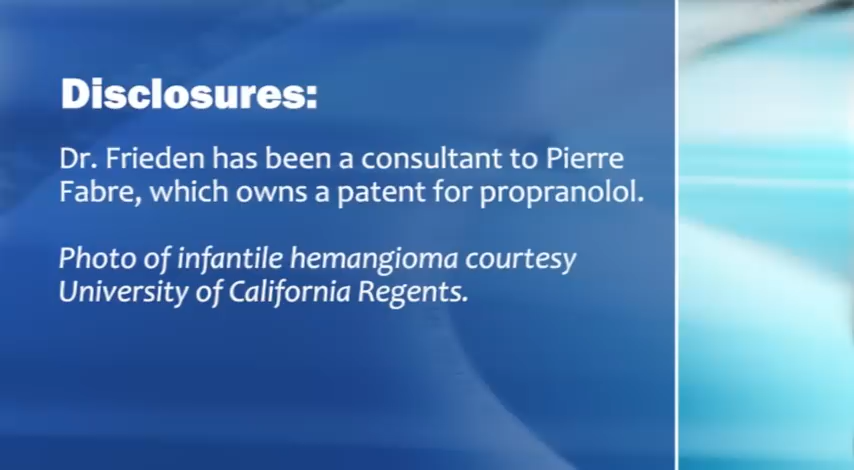 Disclosures:
Dr. Frieden has been a consultant to Pierre
Fabre, which owns a patent for propranolol.
Photo of infantile hemangioma courtesy
University of California Regents.